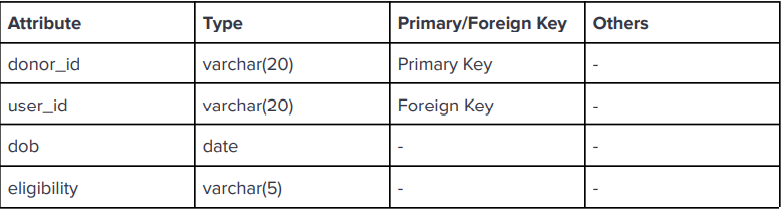 Attribute Type Primary/Foreign Key Others
donor_id varchar(20) Primary Key -
user_id varchar(20) Foreign Key -
dob date - -
eligibility varchar(5) - -